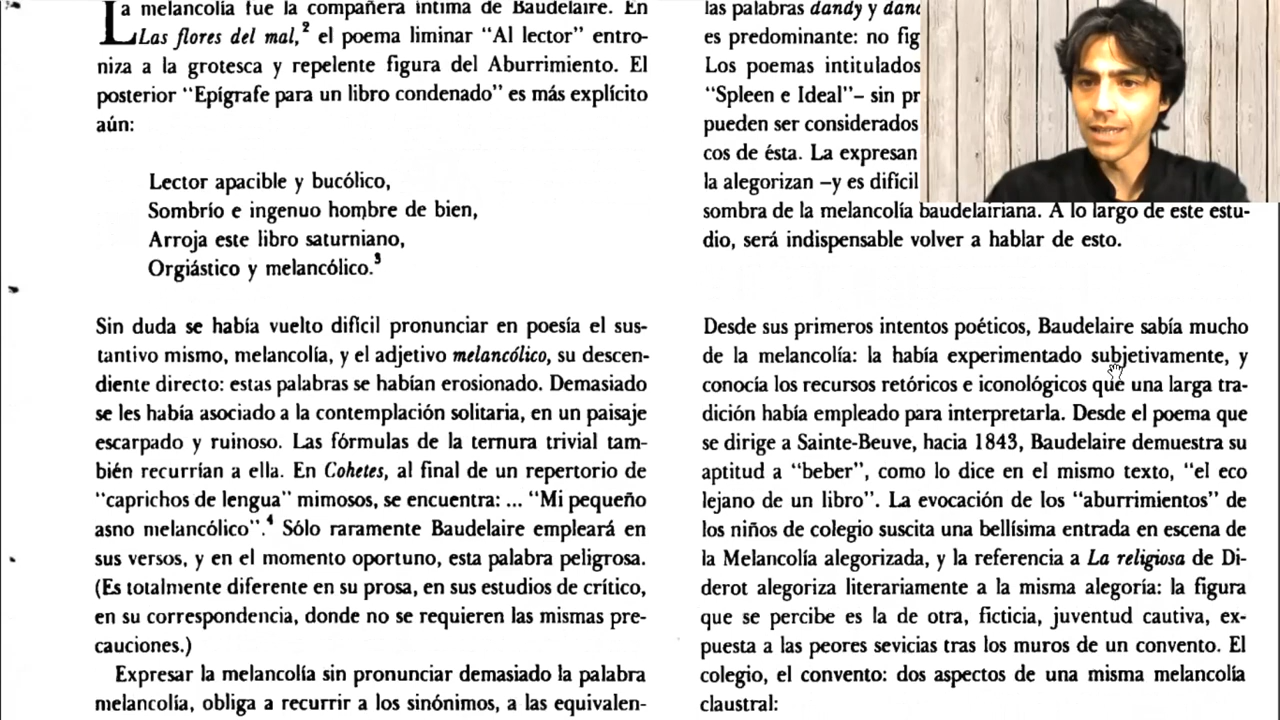 La melancolía fue la compañera íntima de Baudelaire. En
Las flores del mal,² el poema liminar “Al lector” entro-
niza a la grotesca y repelente figura del Aburrimiento. El
posterior “Epígrafe para un libro condenado” es más explícito
aún:
Lector apacible y bucólico,
Sombrío e ingenuo hombre de bien,
Arroja este libro saturniano,
Orgiástico y melancólico.³
Sin duda se había vuelto difícil pronunciar en poesía el sus-
tantivo mismo, melancolía, y el adjetivo melancólico, su descen-
diente directo: estas palabras se habían erosionado. Demasiado
se les había asociado a la contemplación solitaria, en un paisaje
escarpado y ruinoso. Las fórmulas de la ternura trivial tam-
bién recurrían a ella. En Cohetes, al final de un repertorio de
“caprichos de lengua” mimosos, se encuentra: ... “Mi pequeño
asno melancólico”.⁴ Sólo raramente Baudelaire empleará en
sus versos, y en el momento oportuno, esta palabra peligrosa.
(Es totalmente diferente en su prosa, en sus estudios de crítico,
en su correspondencia, donde no se requieren las mismas pre-
cauciones.)
Expresar la melancolía sin pronunciar demasiado la palabra
melancolía, obliga a recurrir a los sinónimos, a las equivalen-
las palabras dandy y
es predominante: no fig
Los poemas intitulados
“Spleen e Ideal”– sin pr
pueden ser considerados
cos de ésta. La expresan
la alegorizan –y es difícil
sombra de la melancolía baudelairiana. A lo largo de este estu-
dio, será indispensable volver a hablar de esto.
Desde sus primeros intentos poéticos, Baudelaire sabía mucho
de la melancolía: la había experimentado subjetivamente, y
conocía los recursos retóricos e iconológicos que una larga tra-
dición había empleado para interpretarla. Desde el poema que
se dirige a Sainte-Beuve, hacia 1843, Baudelaire demuestra su
aptitud a “beber”, como lo dice en el mismo texto, “el eco
lejano de un libro”. La evocación de los “aburrimientos” de
los niños de colegio suscita una bellísima entrada en escena de
la Melancolía alegorizada, y la referencia a La religiosa de Di-
derot alegoriza literariamente a la misma alegoría: la figura
que se percibe es la de otra, ficticia, juventud cautiva, ex-
puesta a las peores sevicias tras los muros de un convento. El
colegio, el convento: dos aspectos de una misma melancolía
claustral: